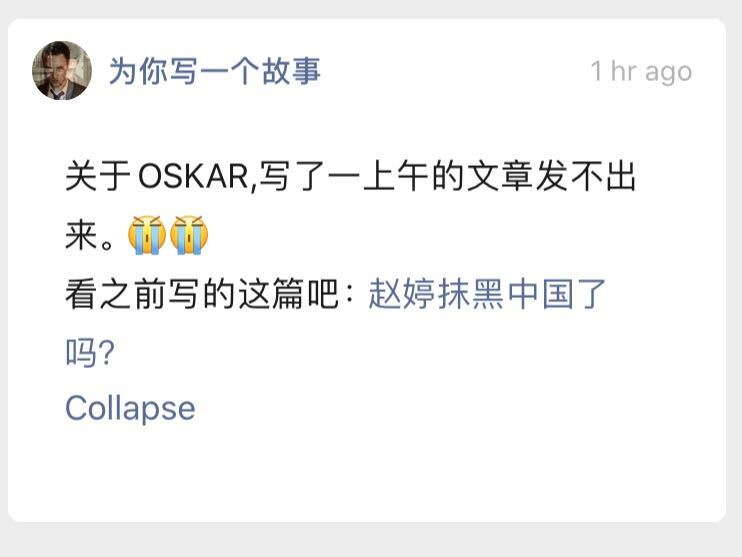 为你写一个故事
1 hr ago
关于OSKAR,写了一上午的文章发不出
来。😭😭
看之前写的这篇吧：赵婷抹黑中国了
吗?
Collapse